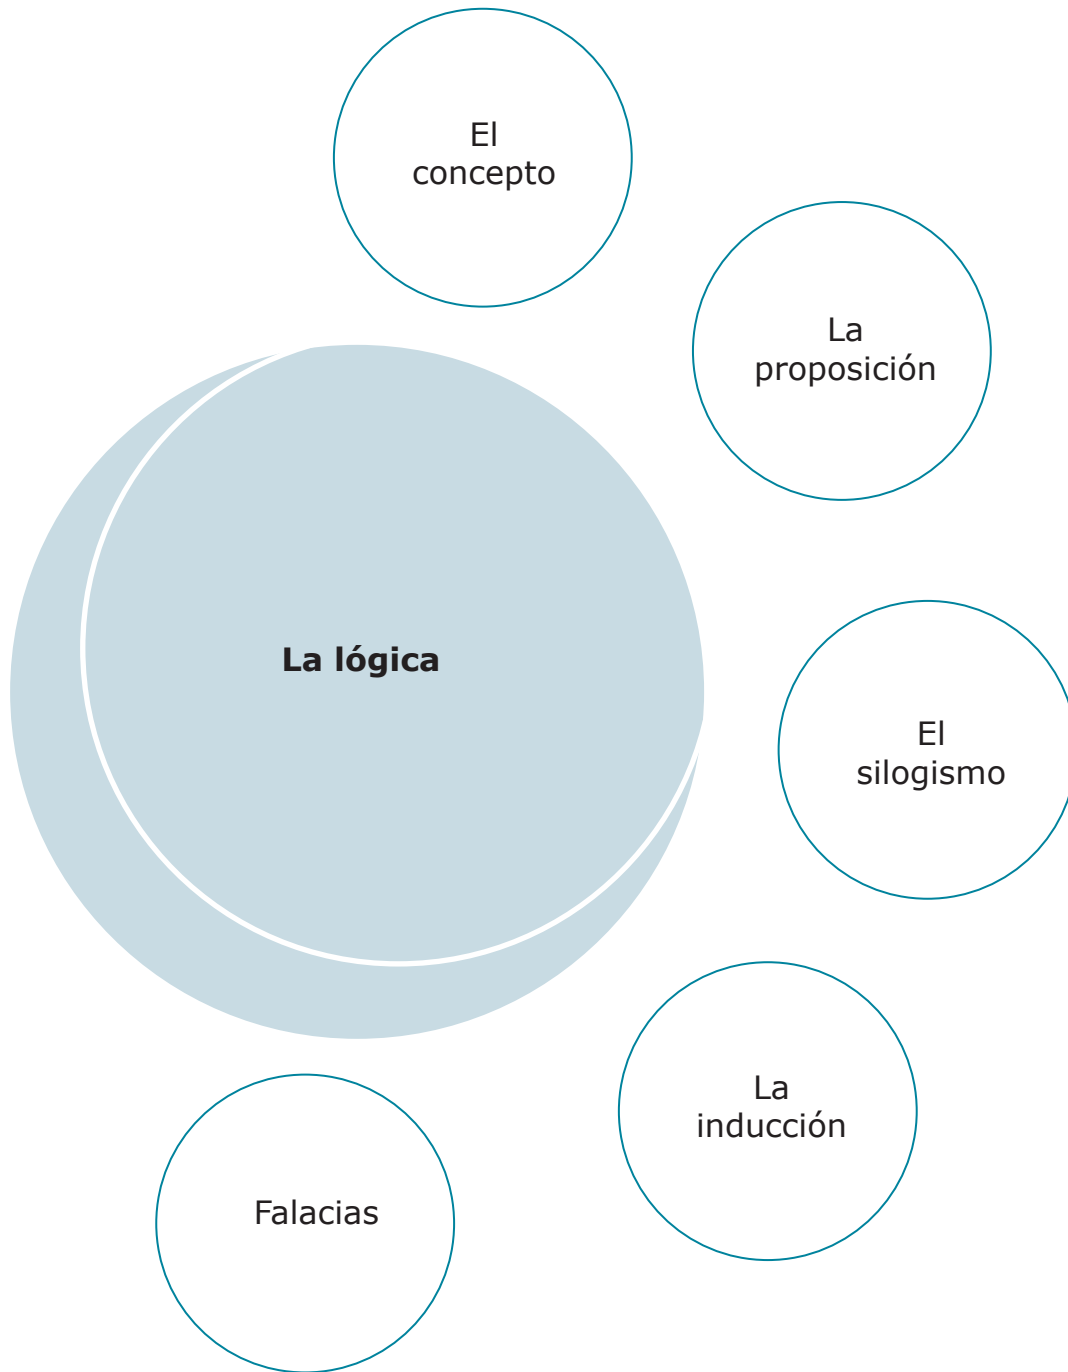 El
concepto
La
proposición
La lógica
El
silogismo
La
inducción
Falacias